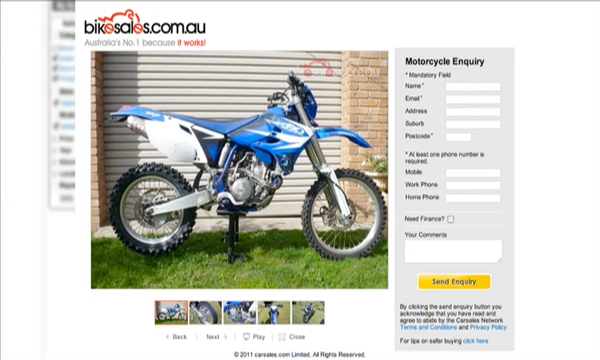 bikesales.com.au
Australia's No.1 because it works!
Motorcycle Enquiry
* Mandatory Field
Name*
Email*
Address
Suburb
Postcode*
* At least one phone number is
required.
Mobile
Work Phone
Home Phone
Need Finance?
Your Comments
Send Enquiry
By clicking the send enquiry button you
acknowledge that you have read and
agree to abide by the Carsales Network
Terms and Conditions and Privacy Policy
For tips on safer buying click here
Back
Next
Play
Close
© 2011 carsales.com Limited. All Rights Reserved.